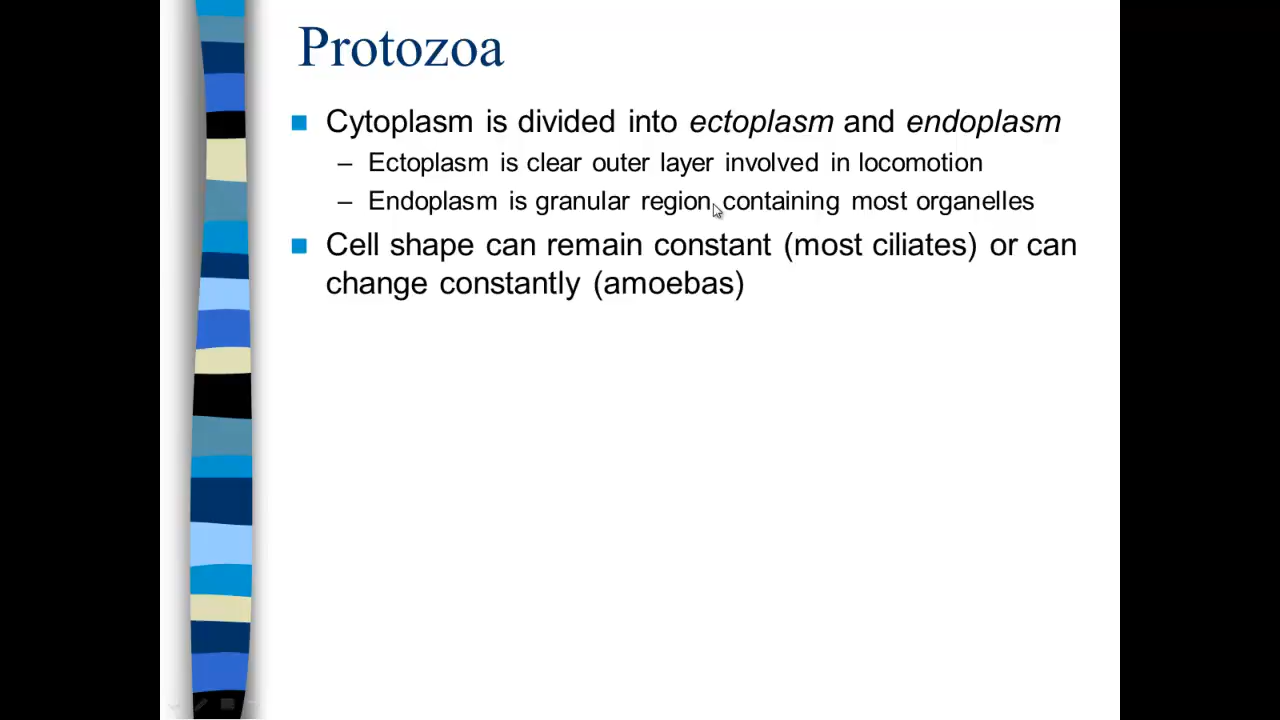 Protozoa
Cytoplasm is divided into ectoplasm and endoplasm
– Ectoplasm is clear outer layer involved in locomotion
– Endoplasm is granular region containing most organelles
Cell shape can remain constant (most ciliates) or can
change constantly (amoebas)